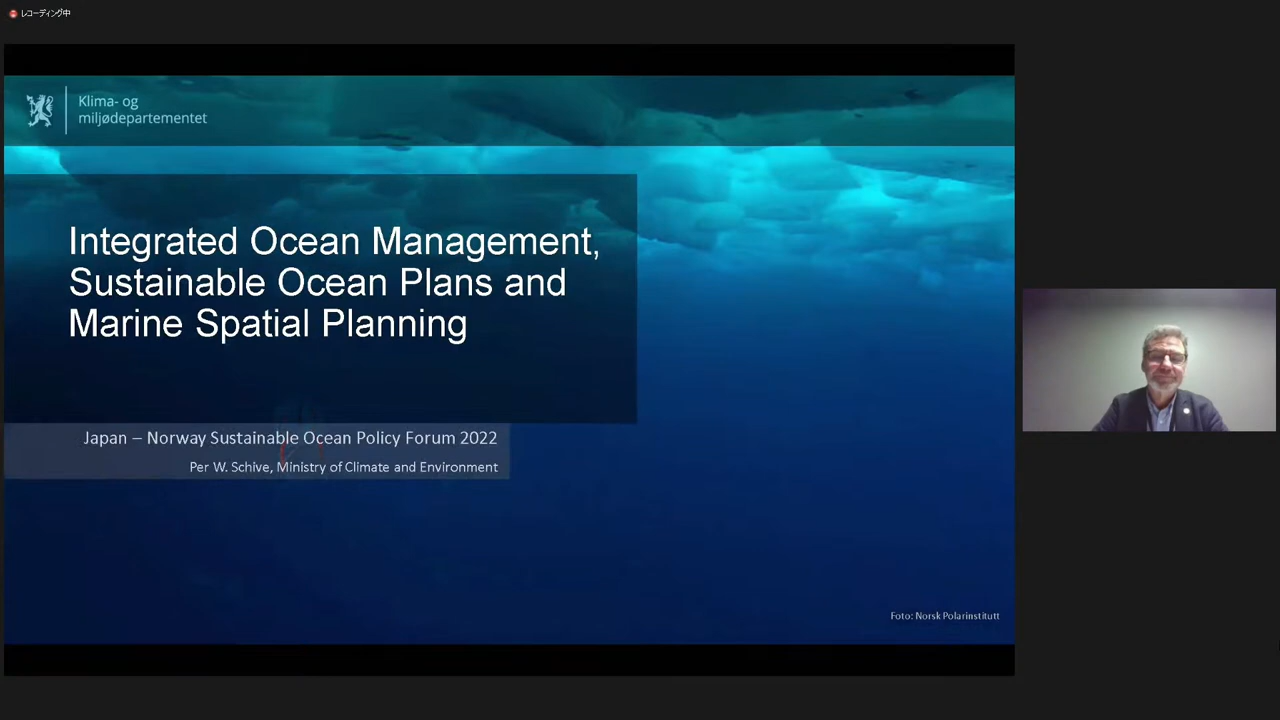 レコーディング中
Klima- og
miljødepartementet
Integrated Ocean Management,
Sustainable Ocean Plans and
Marine Spatial Planning
Japan – Norway Sustainable Ocean Policy Forum 2022
Per W. Schive, Ministry of Climate and Environment
Foto: Norsk Polarinstitutt